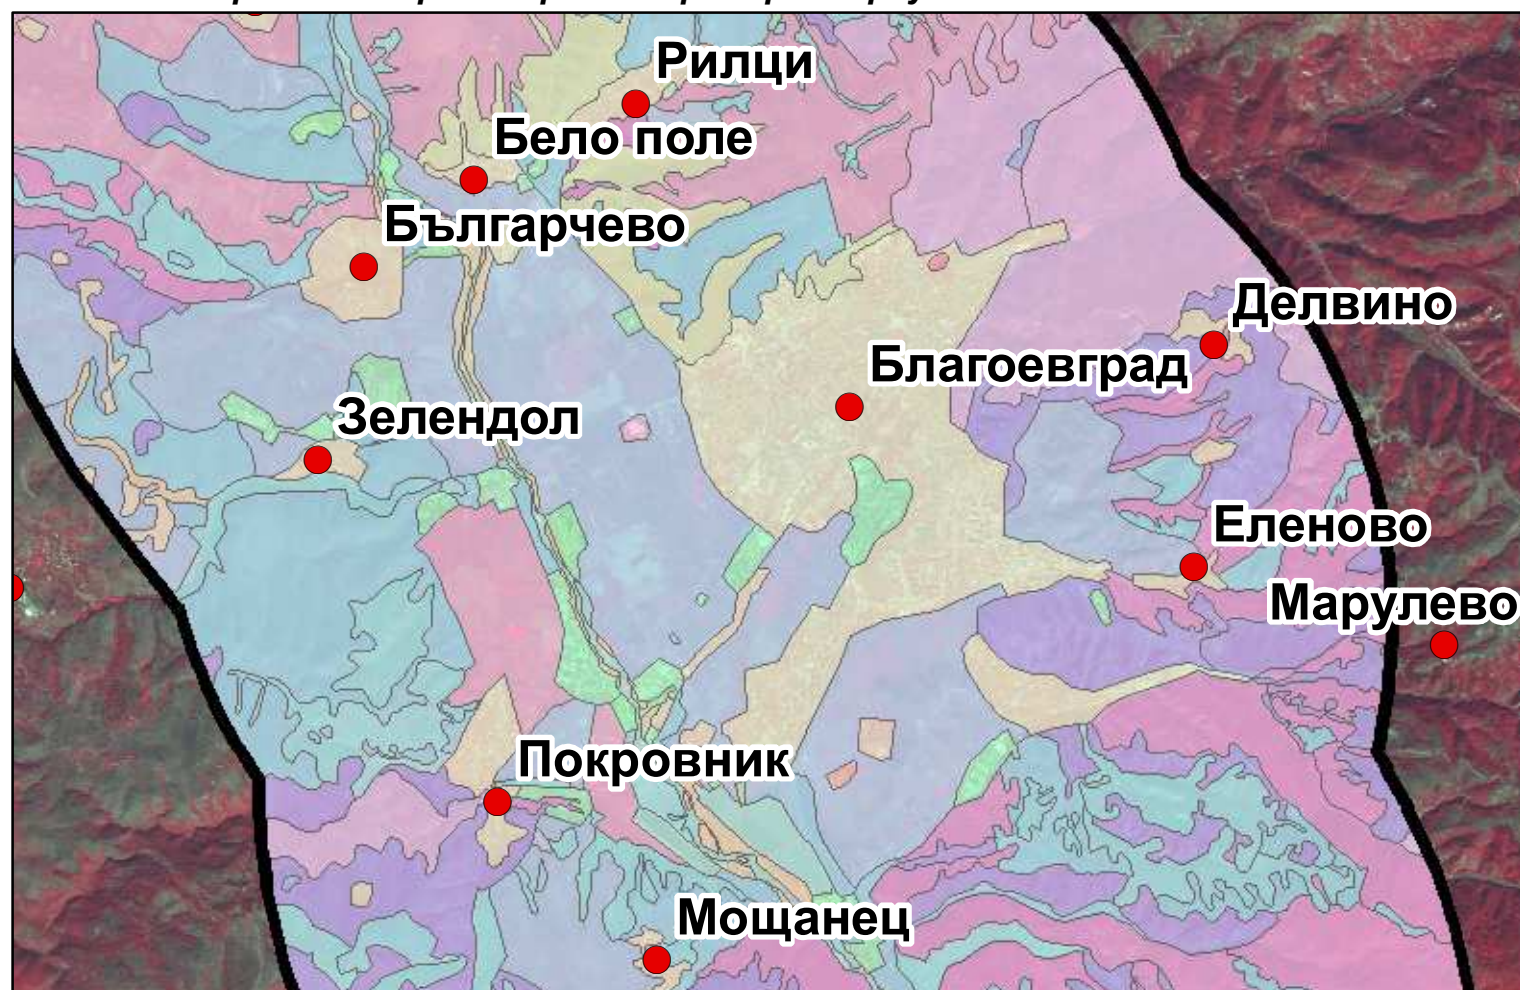 Рилци
Бело поле
Българчево
Делвино
Благоевград
Зелендол
Еленово
Марулево
Покровник
Мощанец